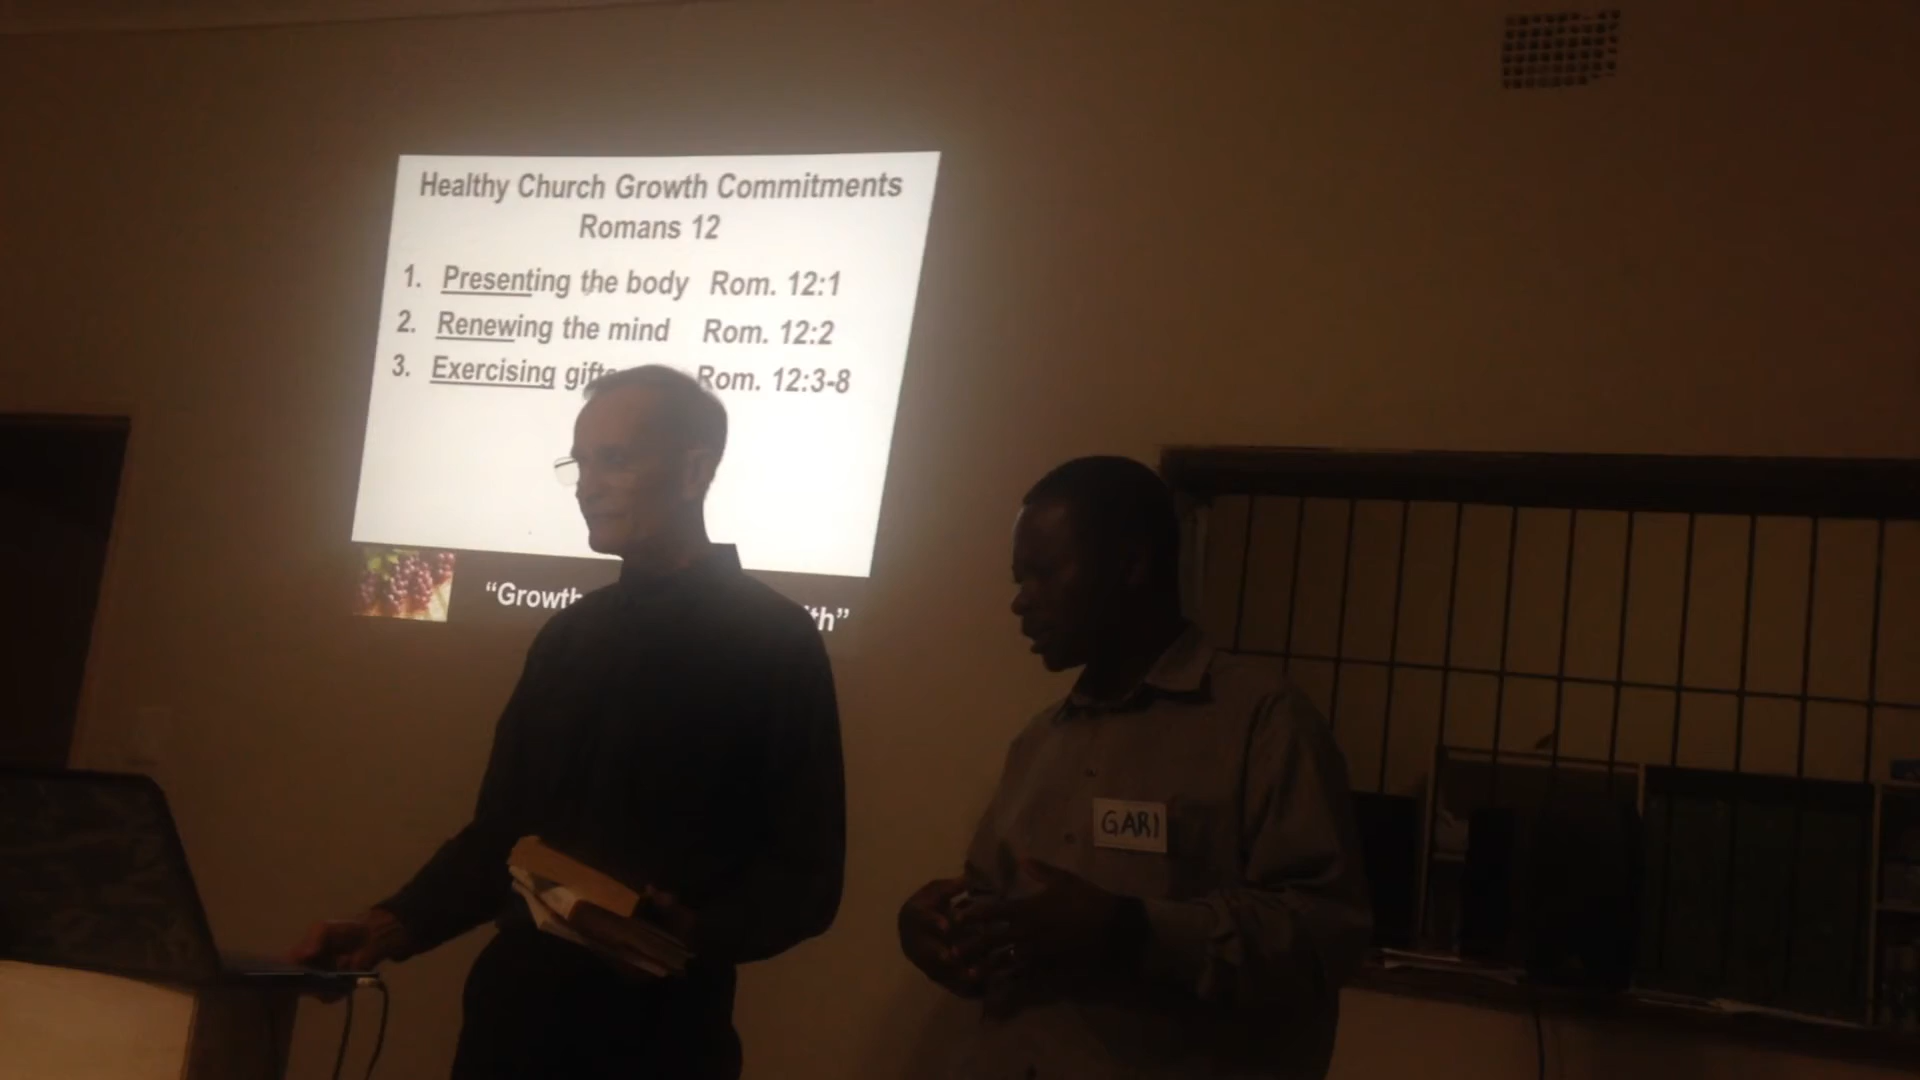 Healthy Church Growth Commitments
Romans 12
1. Presenting the body Rom. 12:1
2. Renewing the mind Rom. 12:2
3. Exercising gifts Rom. 12:3-8
“Growth
GARI